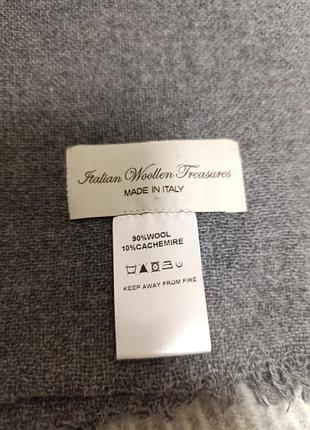 Italian Woollen Treasures
MADE IN ITALY
90%WOOL
10%CACHEMIRE
KEEP AWAY FROM FIRE